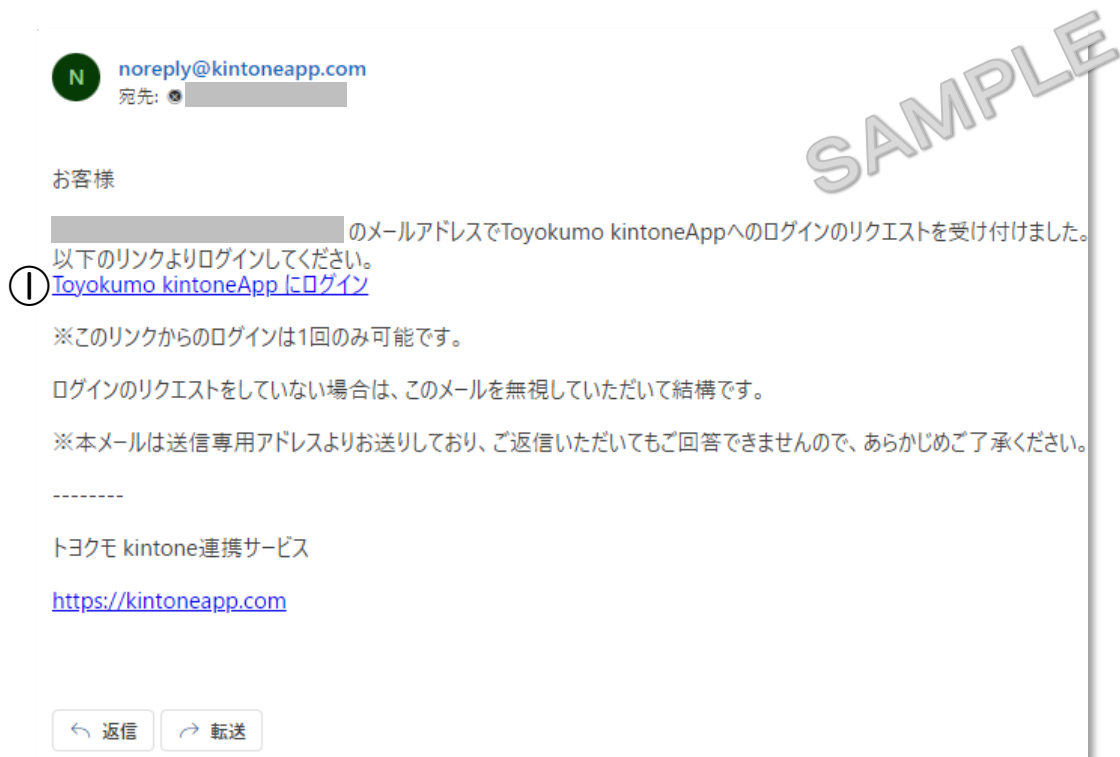 SAMPLE
N
noreply@kintoneapp.com
宛先:
お客様
のメールアドレスでToyokumo kintoneAppへのログインのリクエストを受け付けました。
以下のリンクよりログインしてください。
① Toyokumo kintoneApp にログイン
※このリンクからのログインは1回のみ可能です。
ログインのリクエストをしていない場合は、このメールを無視していただいて結構です。
※本メールは送信専用アドレスよりお送りしており、ご返信いただいてもご回答できませんので、あらかじめご了承ください。
--------
トヨクモ kintone連携サービス
https://kintoneapp.com
返信
転送